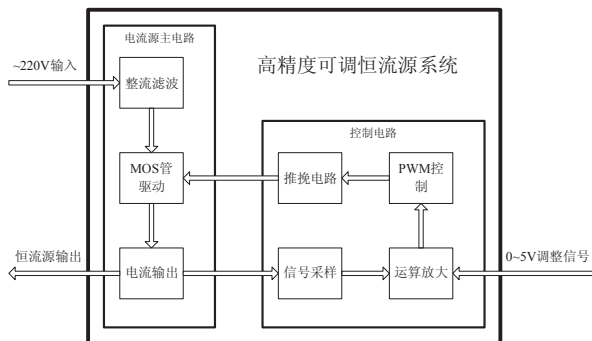 电流源主电路
~220V输入
高精度可调恒流源系统
整流滤波
控制电路
MOS管
驱动
推挽电路
PWM控
制
恒流源输出
电流输出
信号采样
运算放大
0~5V调整信号